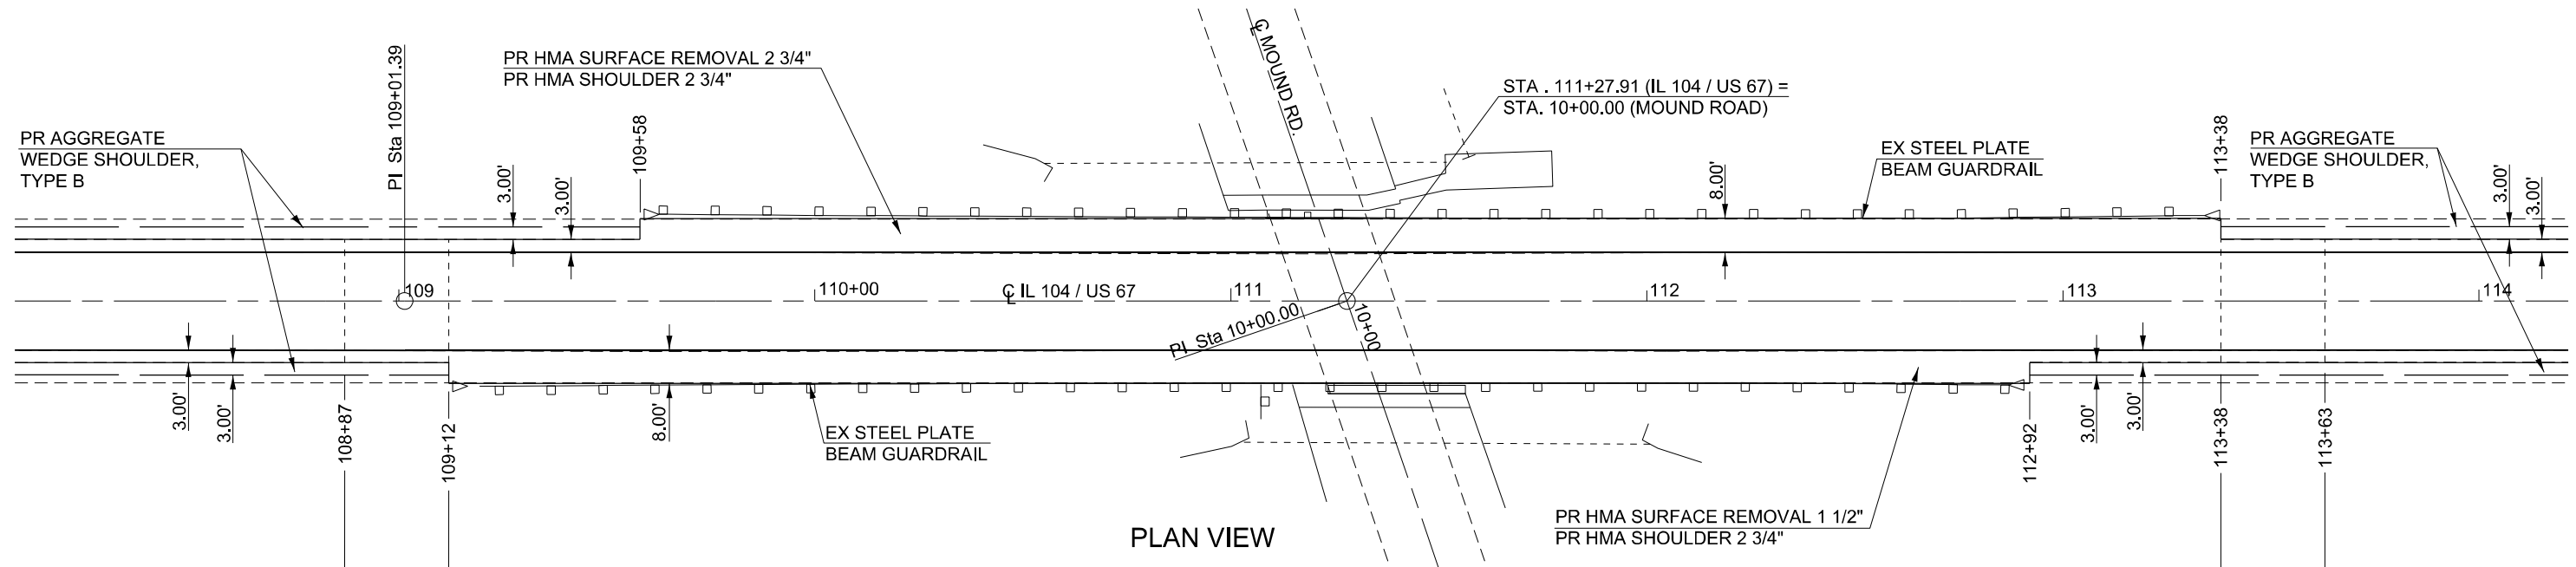 PR HMA SURFACE REMOVAL 2 3/4"
PR HMA SHOULDER 2 3/4"
℄ MOUND RD.
STA . 111+27.91 (IL 104 / US 67) =
STA. 10+00.00 (MOUND ROAD)
PR AGGREGATE
WEDGE SHOULDER,
TYPE B
PI Sta 109+01.39
3.00'
3.00'
109+58
EX STEEL PLATE
BEAM GUARDRAIL
8.00'
113+38
PR AGGREGATE
WEDGE SHOULDER,
TYPE B
3.00'
3.00'
109
110+00
℄ IL 104 / US 67
111
112
113
114
PI Sta 10+00.00
10+00
3.00'
3.00'
108+87
109+12
8.00'
EX STEEL PLATE
BEAM GUARDRAIL
112+92
3.00'
3.00'
113+38
113+63
PR HMA SURFACE REMOVAL 1 1/2"
PR HMA SHOULDER 2 3/4"
PLAN VIEW